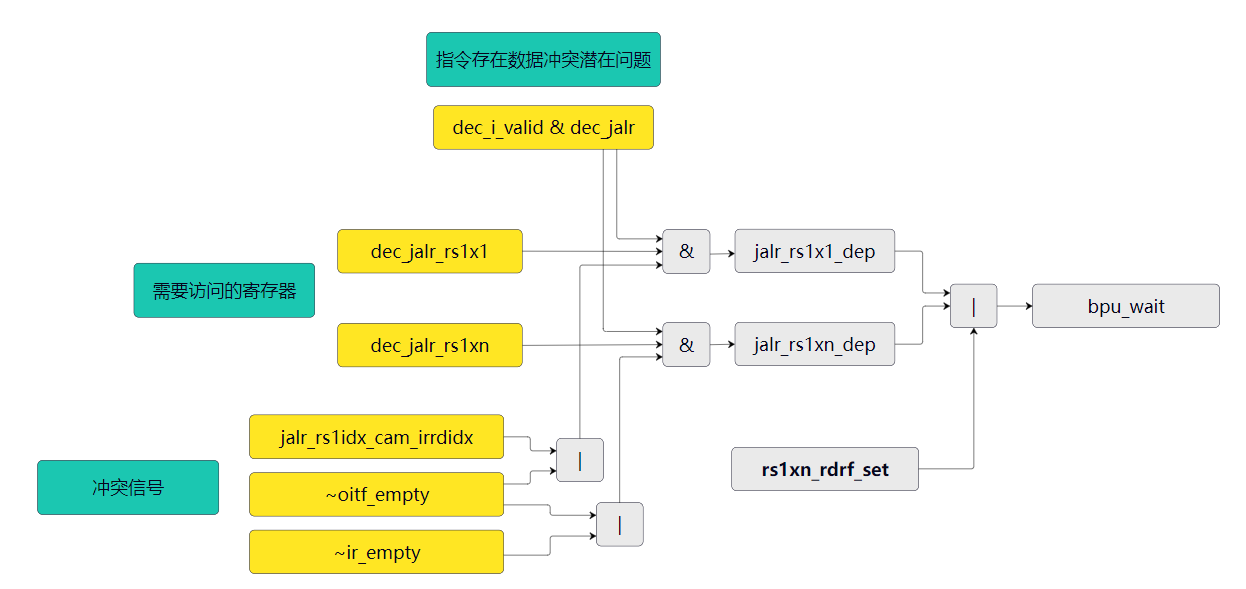 指令存在数据冲突潜在问题
dec_i_valid & dec_jalr
dec_jalr_rs1x1
&
jalr_rs1x1_dep
需要访问的寄存器
|
bpu_wait
dec_jalr_rs1xn
&
jalr_rs1xn_dep
jalr_rs1idx_cam_irrdidx
|
rs1xn_rdrf_set
冲突信号
~oitf_empty
|
~ir_empty